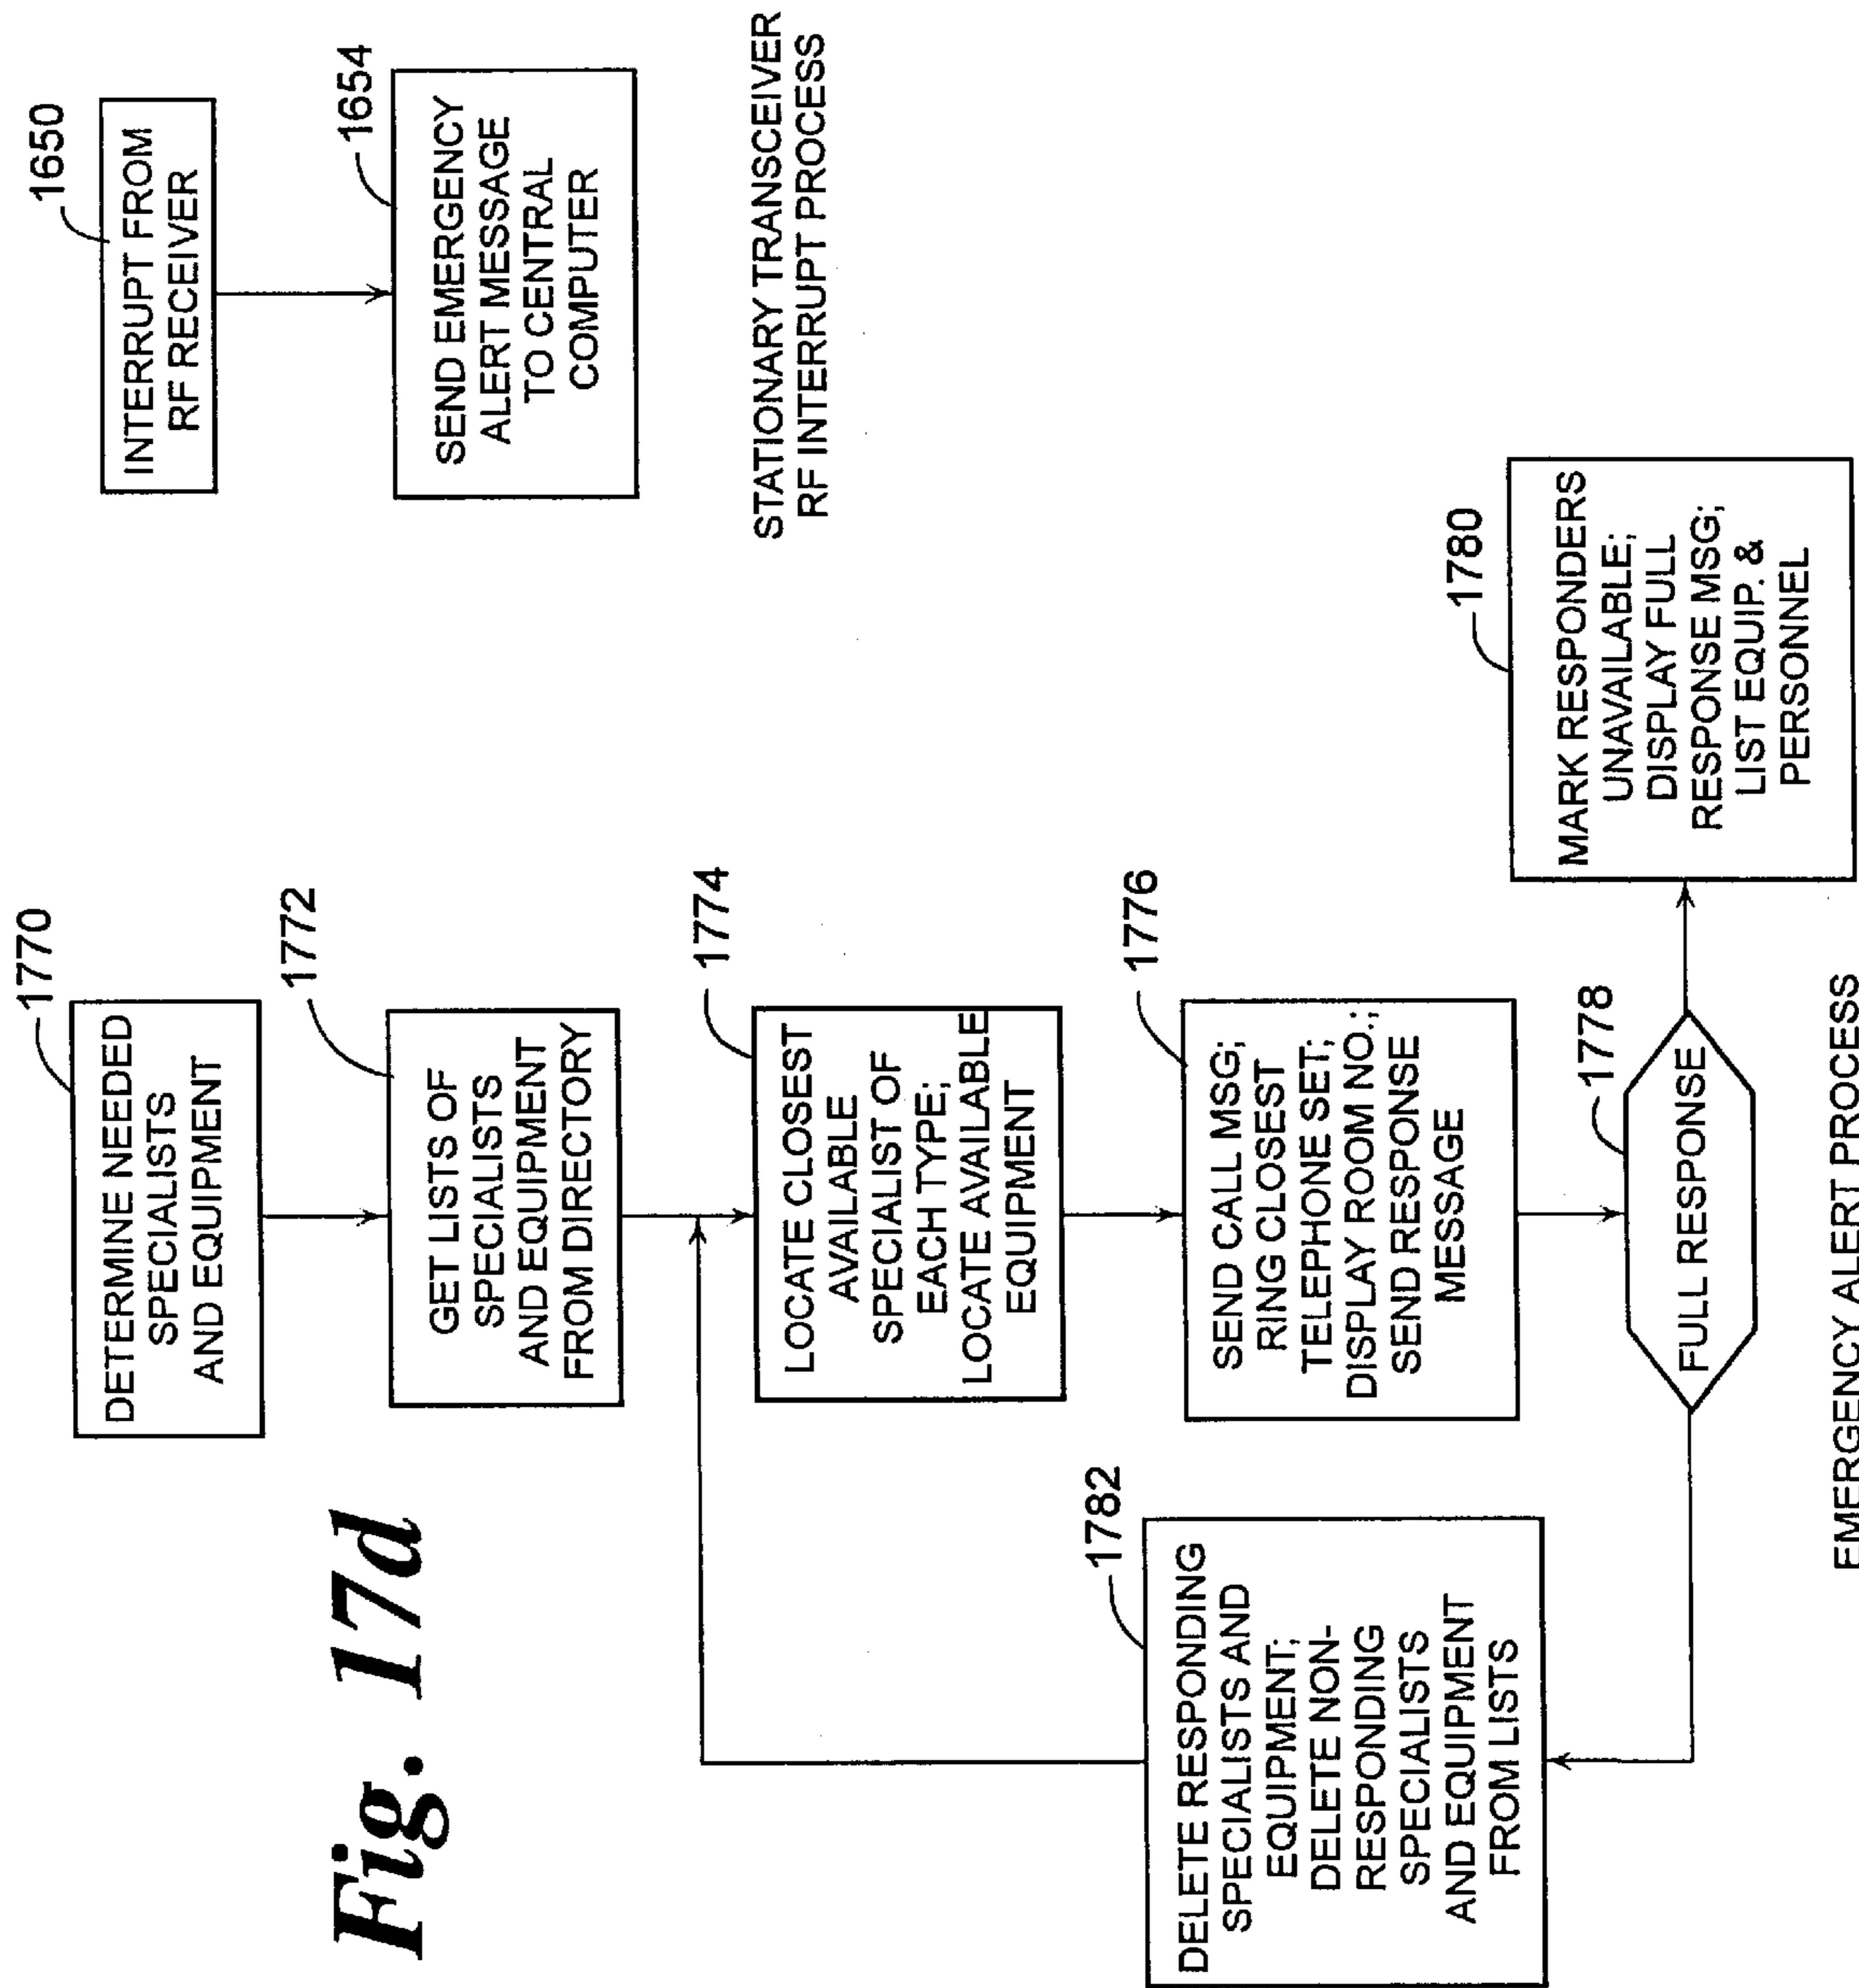 Fig. 17d
1770
DETERMINE NEEDED
SPECIALISTS
AND EQUIPMENT
1772
GET LISTS OF
SPECIALISTS
AND EQUIPMENT
FROM DIRECTORY
1774
LOCATE CLOSEST
AVAILABLE
SPECIALIST OF
EACH TYPE;
LOCATE AVAILABLE
EQUIPMENT
1776
SEND CALL MSG;
RING CLOSEST
TELEPHONE SET;
DISPLAY ROOM NO.;
SEND RESPONSE
MESSAGE
1778
FULL RESPONSE
1780
MARK RESPONDERS
UNAVAILABLE;
DISPLAY FULL
RESPONSE MSG;
LIST EQUIP. &
PERSONNEL
1782
DELETE RESPONDING
SPECIALISTS AND
EQUIPMENT;
DELETE NON-
RESPONDING
SPECIALISTS
AND EQUIPMENT
FROM LISTS
EMERGENCY ALERT PROCESS
1650
INTERRUPT FROM
RF RECEIVER
1654
SEND EMERGENCY
ALERT MESSAGE
TO CENTRAL
COMPUTER
STATIONARY TRANSCEIVER
RF INTERRUPT PROCESS